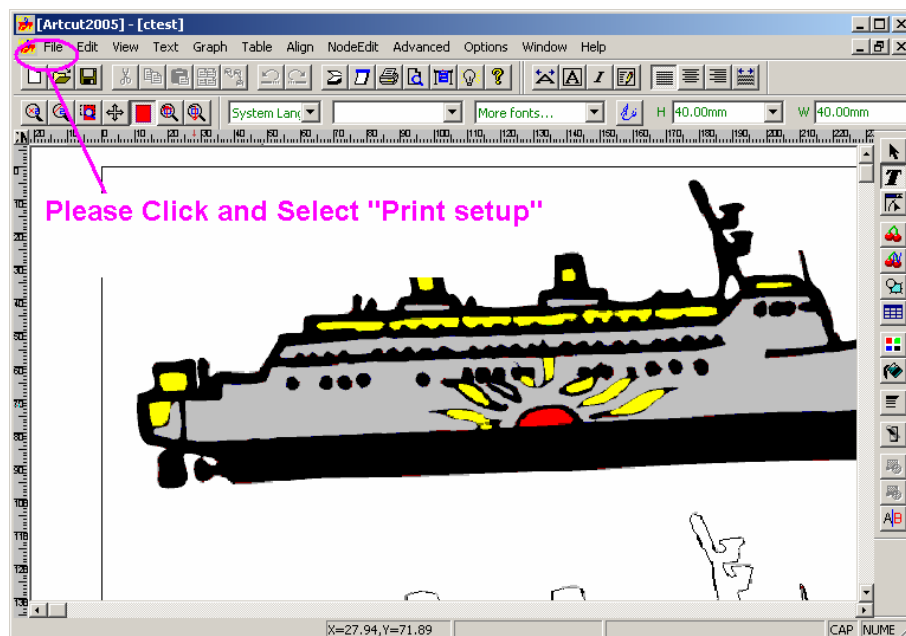 [Artcut2005] - [ctest]
File Edit View Text Graph Table Align NodeEdit Advanced Options Window Help
System Lang More fonts... H 40.00mm W 40.00mm
Please Click and Select "Print setup"
X=27.94,Y=71.89 CAP NUME